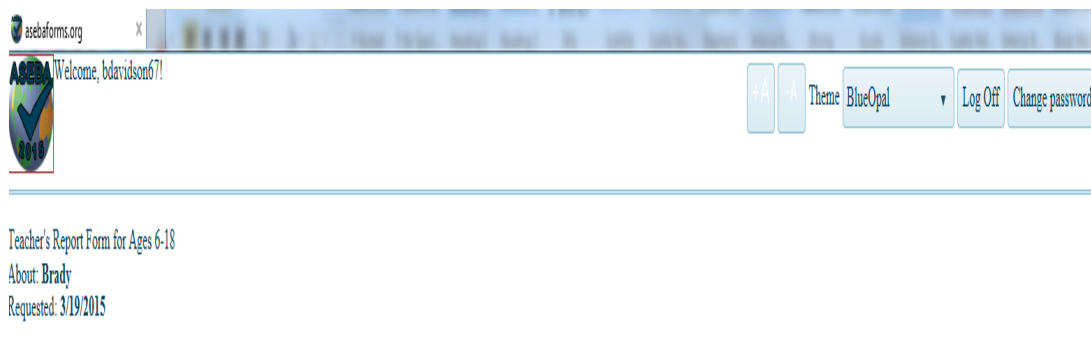 asebaforms.org
ASEBA Welcome, bdavidson67!
+A -A Theme BlueOpal Log Off Change password
2015
Teacher's Report Form for Ages 6-18
About: Brady
Requested: 3/19/2015